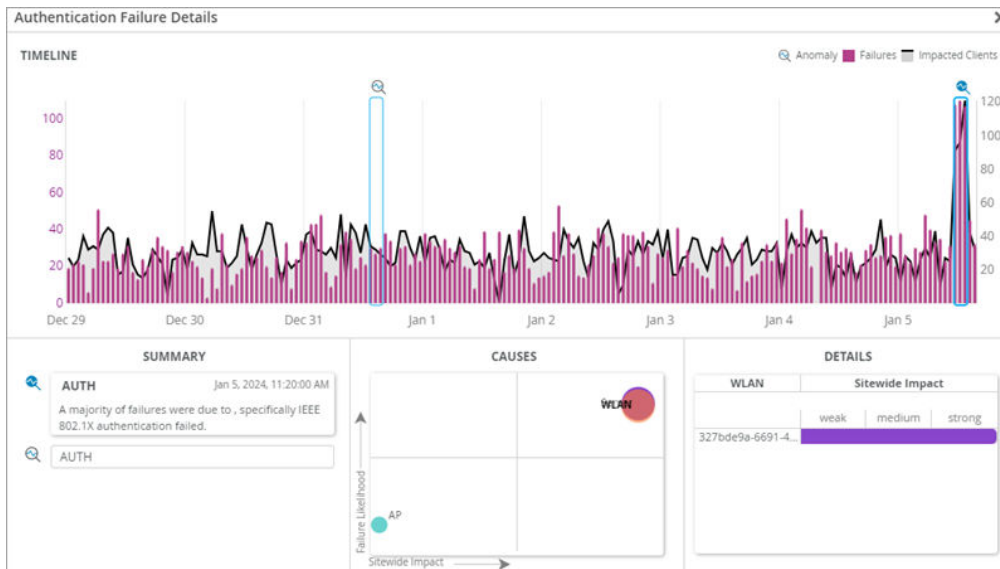 Authentication Failure Details
TIMELINE
Anomaly Failures Impacted Clients
100
80
60
40
20
0
120
100
80
60
40
20
Dec 29 Dec 30 Dec 31 Jan 1 Jan 2 Jan 3 Jan 4 Jan 5
SUMMARY
AUTH Jan 5, 2024, 11:20:00 AM
A majority of failures were due to , specifically IEEE
802.1X authentication failed.
AUTH
CAUSES
WLAN
AP
Failure Likelihood
Sitewide Impact
DETAILS
WLAN Sitewide Impact
weak medium strong
327bde9a-6691-4...